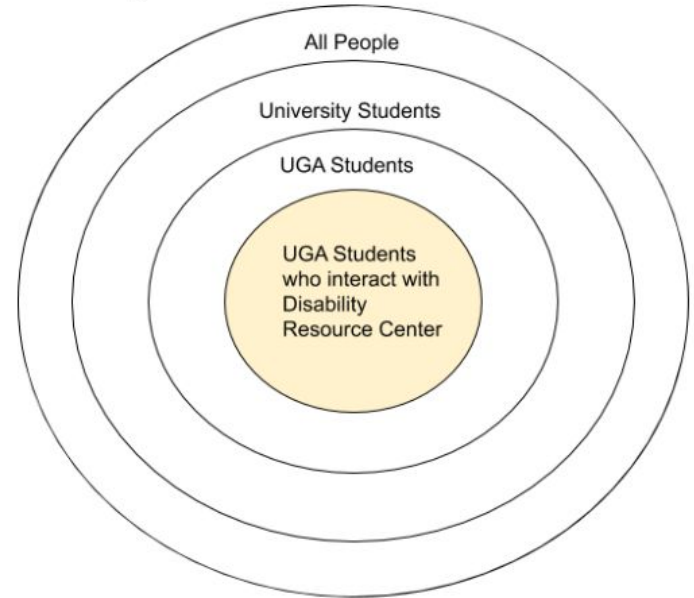 All People
University Students
UGA Students
UGA Students
who interact with
Disability
Resource Center